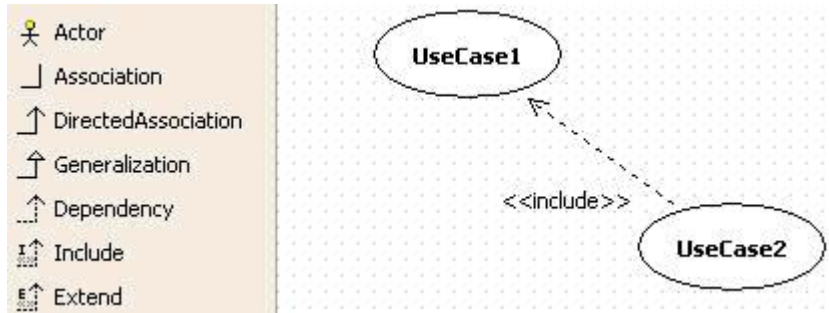 Actor
Association
DirectedAssociation
Generalization
Dependency
I Include
E Extend
UseCase1
<<include>>
UseCase2